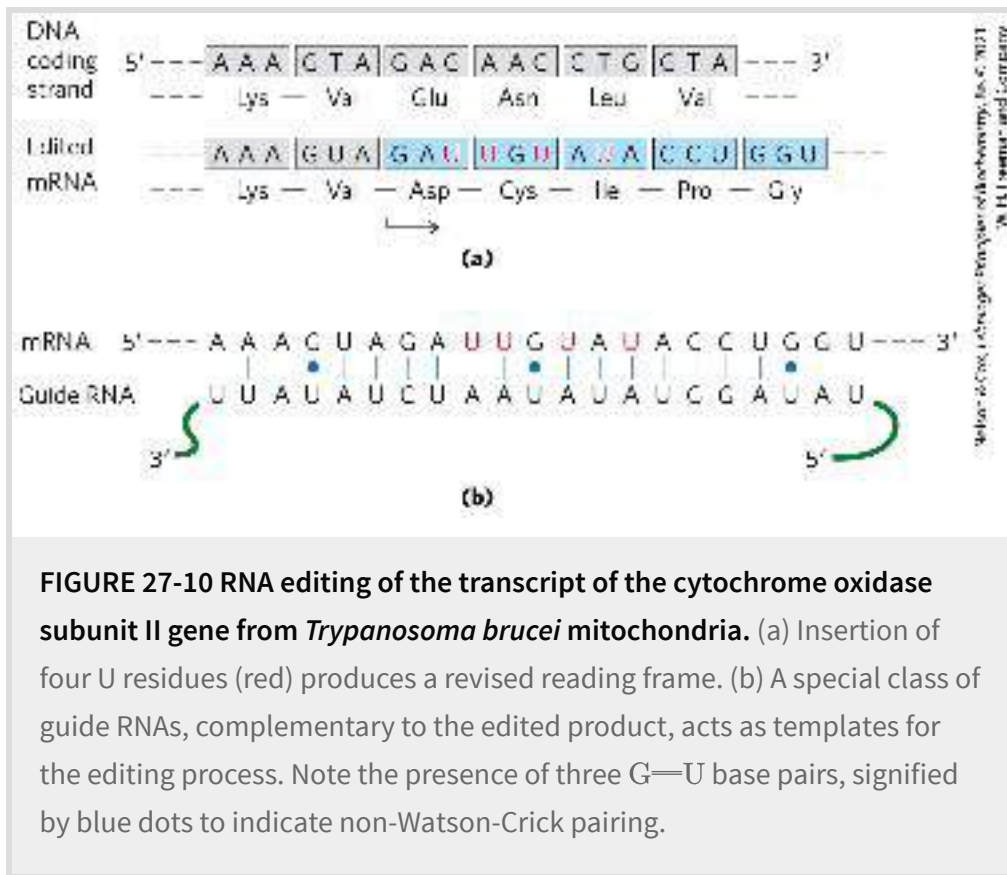 DNA
coding
strand
5' --- A A A G T A G A C A A C C T G G T A --- 3'
--- Lys — Val Glu Asn Leu Val ---
Edited
mRNA
--- A A A G U A G A U U G U A U A C C U G G U ---
--- Lys — Val — Asp — Cys — Ile — Pro — Gly
(a)
mRNA 5' --- A A A G U A G A U U G U A U A C C U G G U --- 3'
Guide RNA U U A U A U C U A A U A U A U G G A U A U
3' 5'
(b)
FIGURE 27-10 RNA editing of the transcript of the cytochrome oxidase
subunit II gene from Trypanosoma brucei mitochondria. (a) Insertion of
four U residues (red) produces a revised reading frame. (b) A special class of
guide RNAs, complementary to the edited product, acts as templates for
the editing process. Note the presence of three G═U base pairs, signified
by blue dots to indicate non-Watson-Crick pairing.